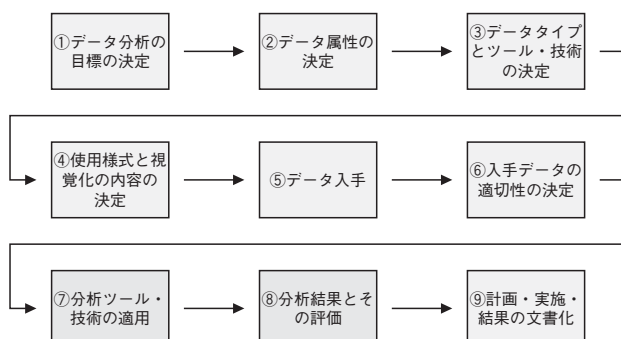 ①データ分析の
目標の決定
②データ属性の
決定
③データタイプ
とツール・技術
の決定
④使用様式と視
覚化の内容の
決定
⑤データ入手
⑥入手データの
適切性の決定
⑦分析ツール・
技術の適用
⑧分析結果とそ
の評価
⑨計画・実施・
結果の文書化